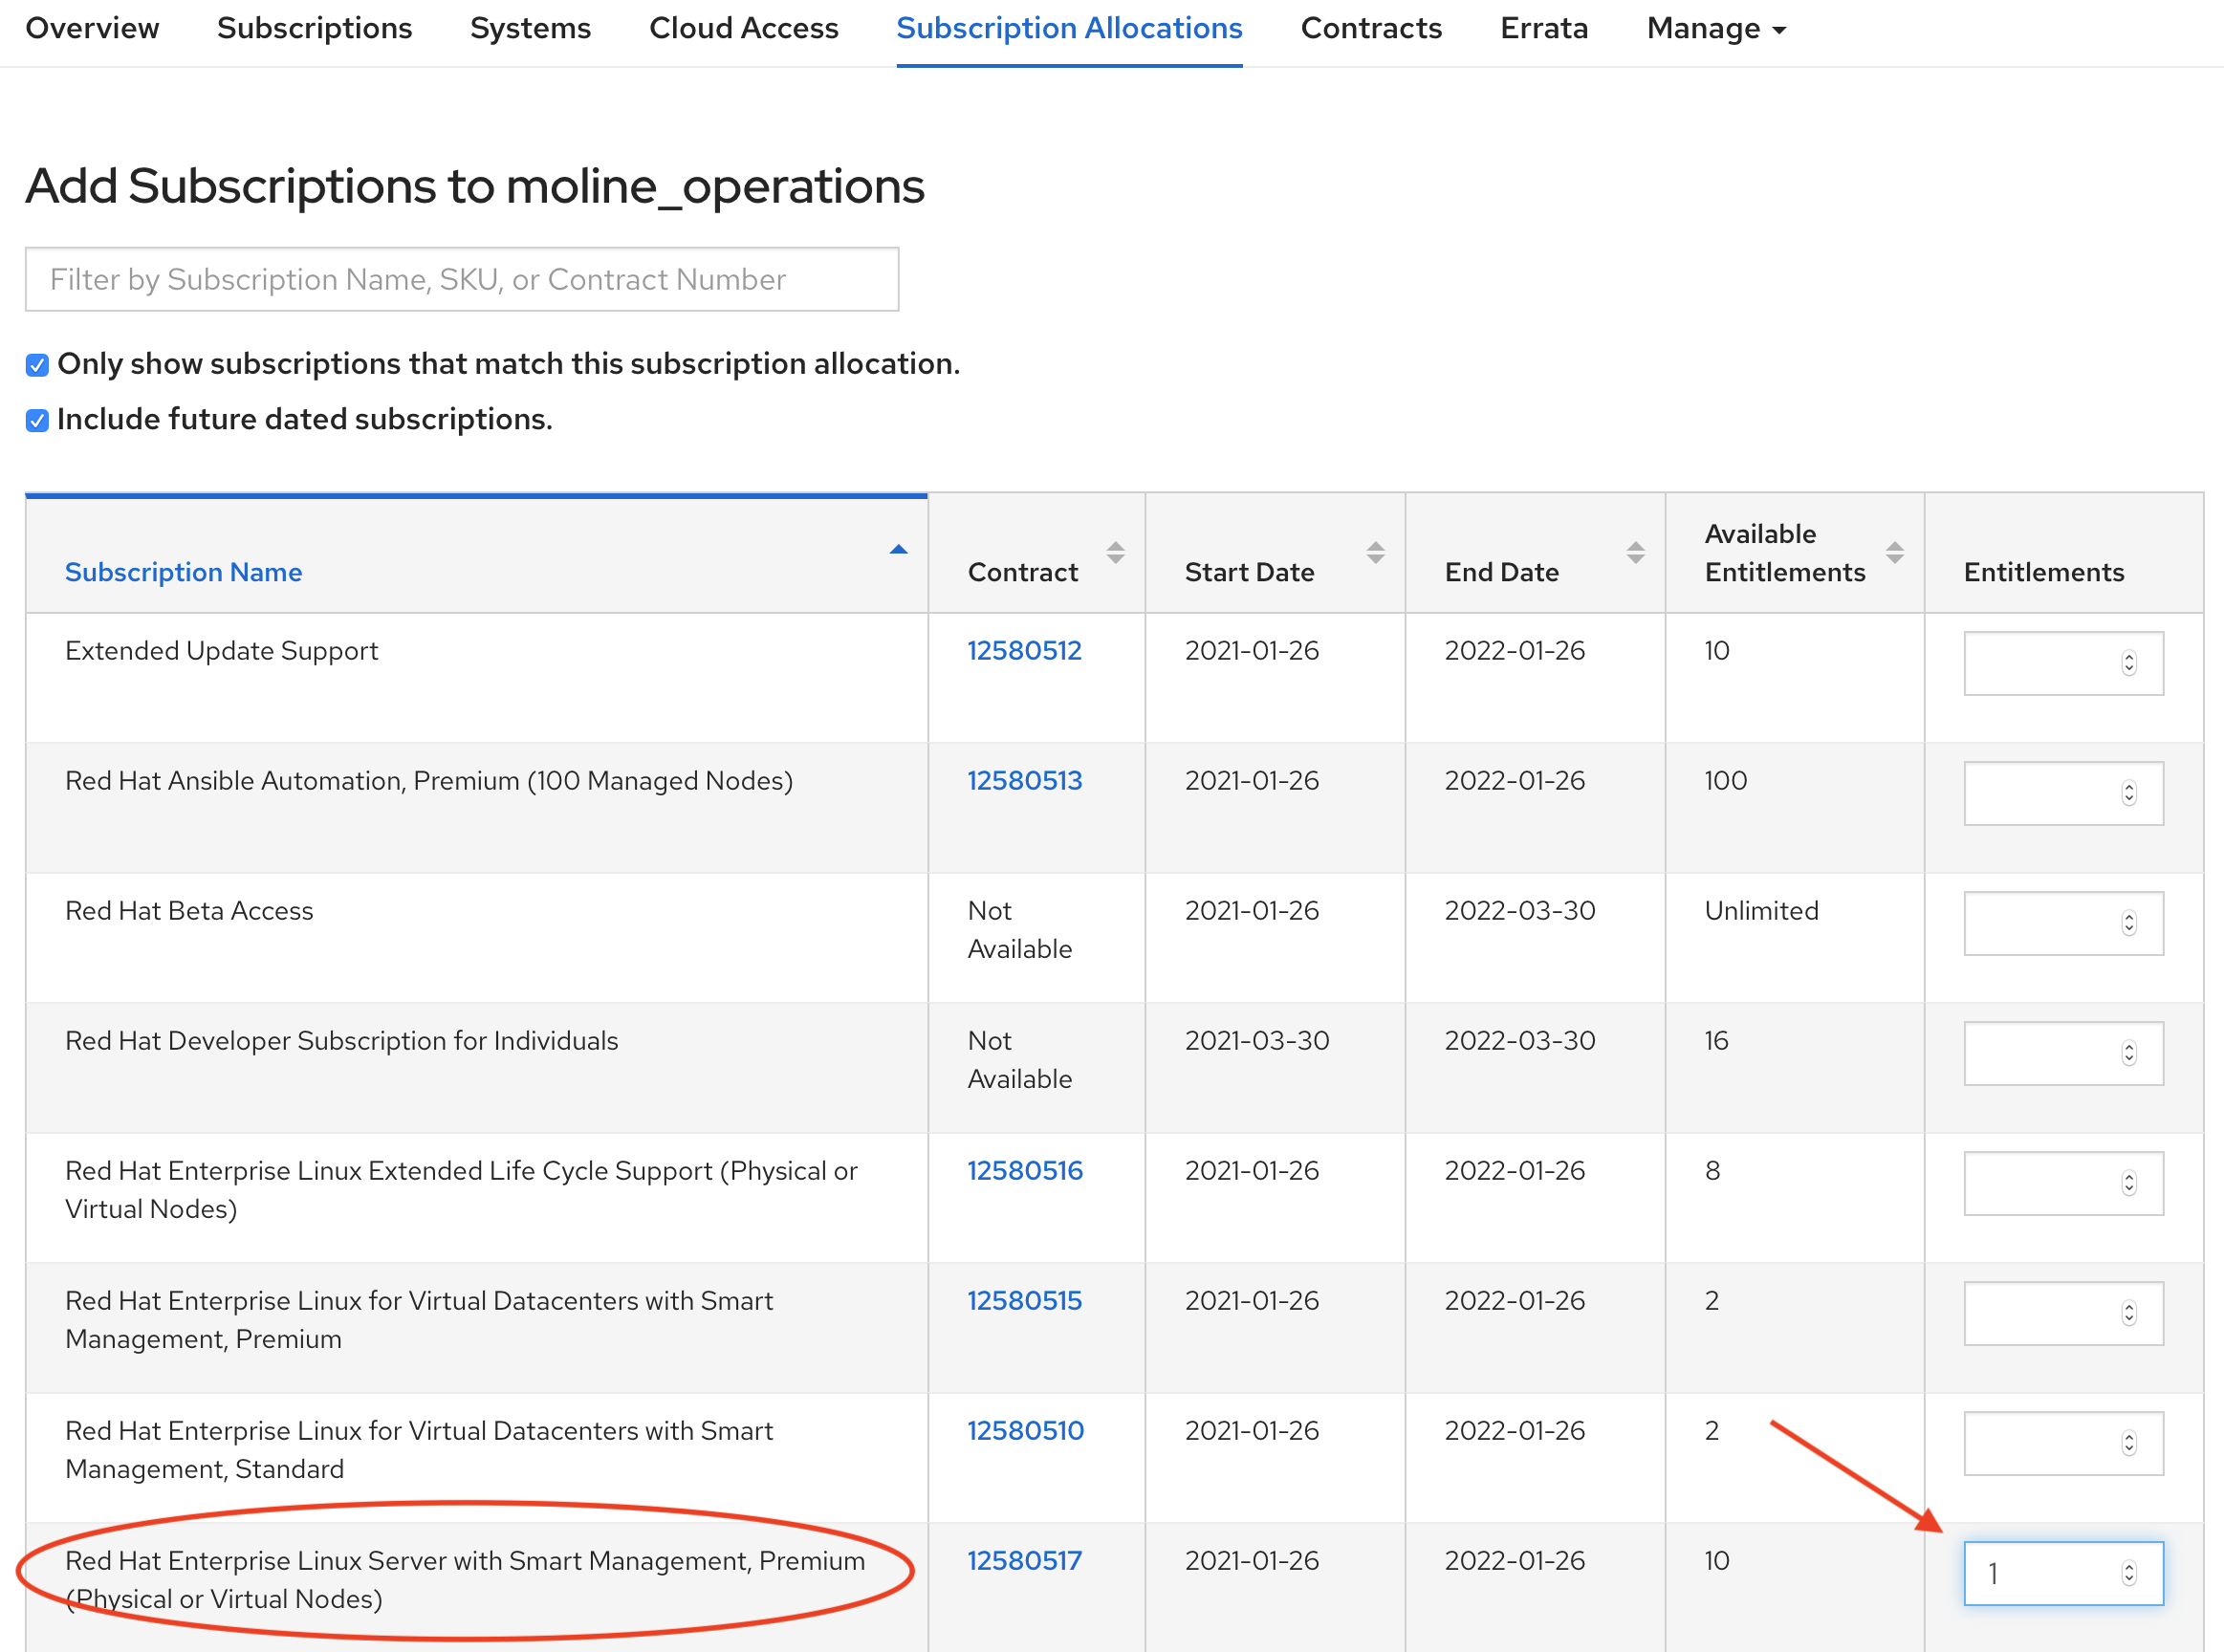 Overview Subscriptions Systems Cloud Access Subscription Allocations Contracts Errata Manage
Add Subscriptions to moline_operations
Filter by Subscription Name, SKU, or Contract Number
Only show subscriptions that match this subscription allocation.
Include future dated subscriptions.
Subscription Name Contract Start Date End Date Available Entitlements Entitlements
Extended Update Support 12580512 2021-01-26 2022-01-26 10
Red Hat Ansible Automation, Premium (100 Managed Nodes) 12580513 2021-01-26 2022-01-26 100
Red Hat Beta Access Not Available 2021-01-26 2022-03-30 Unlimited
Red Hat Developer Subscription for Individuals Not Available 2021-03-30 2022-03-30 16
Red Hat Enterprise Linux Extended Life Cycle Support (Physical or
Virtual Nodes) 12580516 2021-01-26 2022-01-26 8
Red Hat Enterprise Linux for Virtual Datacenters with Smart
Management, Premium 12580515 2021-01-26 2022-01-26 2
Red Hat Enterprise Linux for Virtual Datacenters with Smart
Management, Standard 12580510 2021-01-26 2022-01-26 2
Red Hat Enterprise Linux Server with Smart Management, Premium
(Physical or Virtual Nodes) 12580517 2021-01-26 2022-01-26 10 1